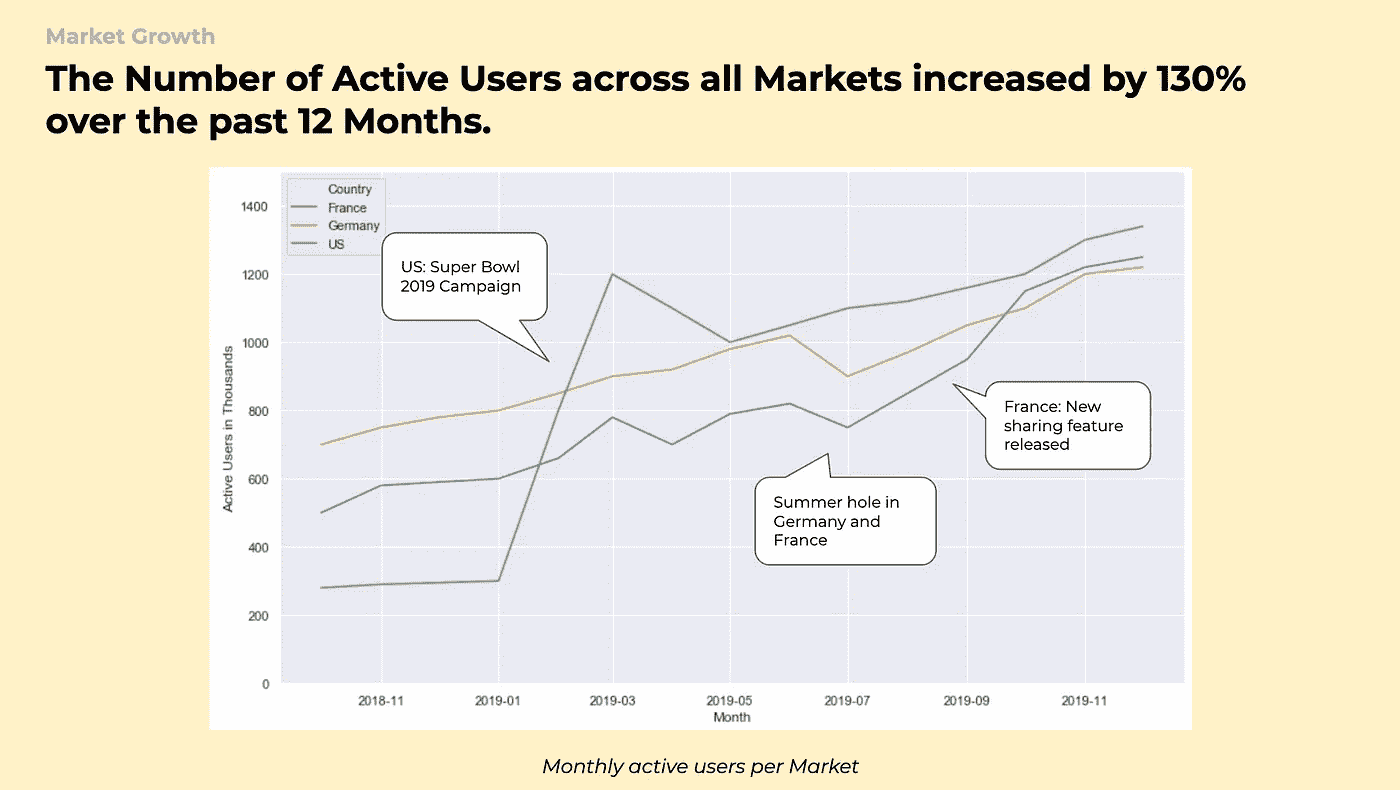 Market Growth
The Number of Active Users across all Markets increased by 130%
over the past 12 Months.
Country
France
Germany
US
1400
1200
1000
800
600
400
200
0
Active Users in Thousands
US: Super Bowl
2019 Campaign
France: New
sharing feature
released
Summer hole in
Germany and
France
2018-11
2019-01
2019-03
2019-05
2019-07
2019-09
2019-11
Month
Monthly active users per Market